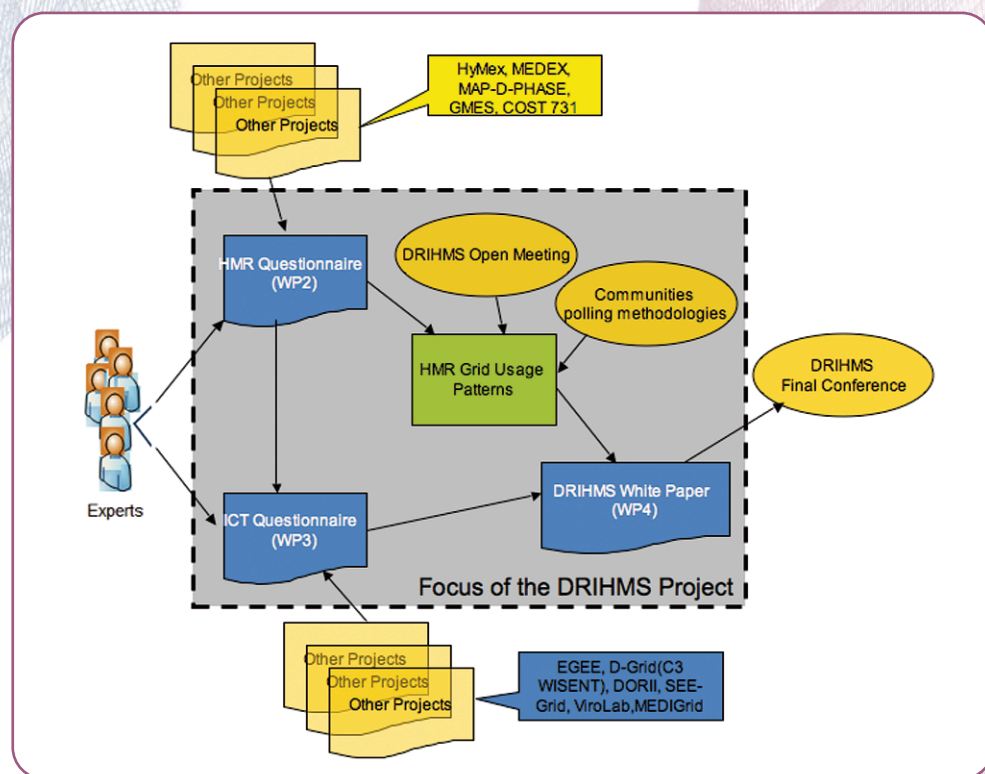 Other Projects
Other Projects
Other Projects
HyMex, MEDEX,
MAP-D-PHASE,
GMES, COST 731
HMR Questionnaire
(WP2)
DRIHMS Open Meeting
Communities
polling methodologies
HMR Grid Usage
Patterns
DRIHMS
Final Conference
Experts
ICT Questionnaire
(WP3)
DRIHMS White Paper
(WP4)
Focus of the DRIHMS Project
Other Projects
Other Projects
Other Projects
EGEE, D-Grid(C3
WISENT), DORII, SEE-
Grid, ViroLab,MEDIGrid